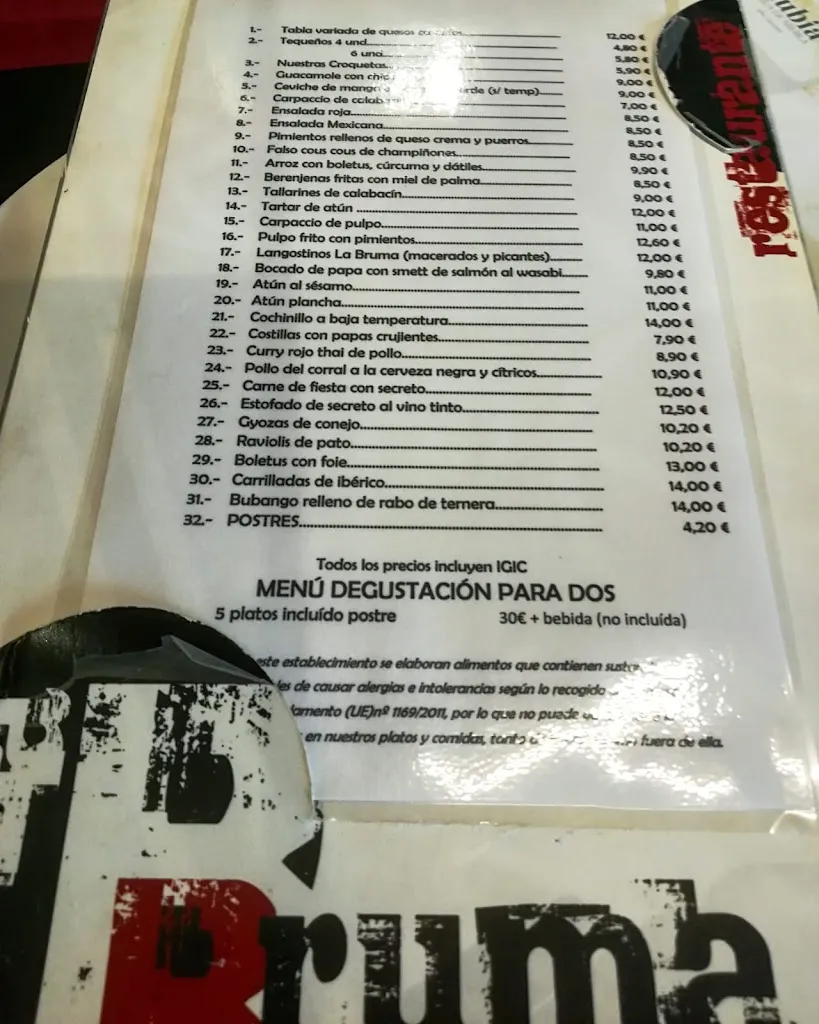 1.- Tabla variada de quesos 12,00 €
2.- Tequeños 4 und. 4,80 €
6 und. 5,80 €
3.- Nuestras Croquetas 5,90 €
4.- Guacamole con 9,00 €
5.- Ceviche de mango (s/ temp) 9,00 €
6.- Carpaccio de 7,00 €
7.- Ensalada roja 8,50 €
8.- Ensalada Mexicana 8,50 €
9.- Pimientos rellenos de queso crema y puerros 8,50 €
10.- Falso cous cous de champiñones 8,50 €
11.- Arroz con boletus, cúrcuma y dátiles 9,90 €
12.- Berenjenas fritas con miel de palma 8,50 €
13.- Tallarines de calabacín 9,00 €
14.- Tartar de atún 12,00 €
15.- Carpaccio de pulpo 11,00 €
16.- Pulpo frito con pimientos 12,60 €
17.- Langostinos La Bruma (macerados y picantes) 12,00 €
18.- Bocado de papa con smett de salmón al wasabi 9,80 €
19.- Atún al sésamo 11,00 €
20.- Atún plancha 11,00 €
21.- Cochinillo a baja temperatura 14,00 €
22.- Costillas con papas crujientes 7,90 €
23.- Curry rojo thai de pollo 8,90 €
24.- Pollo del corral a la cerveza negra y cítricos 10,90 €
25.- Carne de fiesta con secreto 12,00 €
26.- Estofado de secreto al vino tinto 12,50 €
27.- Gyozas de conejo 10,20 €
28.- Raviolis de pato 10,20 €
29.- Boletus con foie 13,00 €
30.- Carrilladas de ibérico 14,00 €
31.- Bubango relleno de rabo de ternera 14,00 €
32.- POSTRES 4,20 €
Todos los precios incluyen IGIC
MENÚ DEGUSTACIÓN PARA DOS
5 platos incluído postre 30€ + bebida (no incluída)
este establecimiento se elaboran alimentos que contienen
de causar alergias e intolerancias según lo recogido
(UE)nº 1169/2011, por lo que no puede
en nuestros platos y comidas, tanto fuera de ella.
restaurante
Bruma